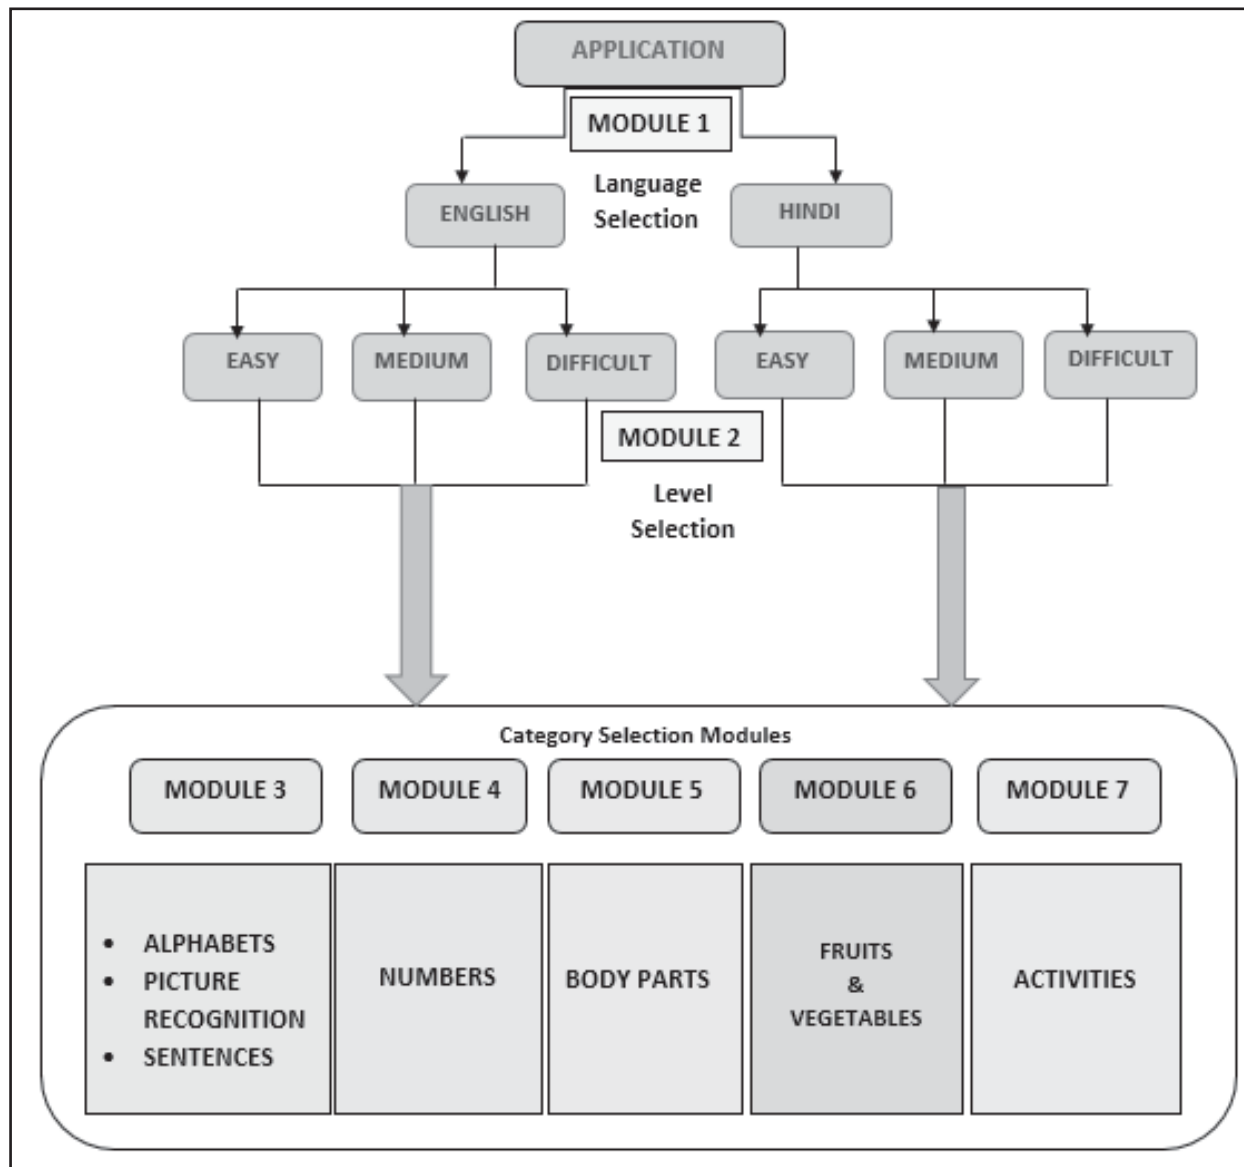 APPLICATION
MODULE 1
Language
Selection
ENGLISH
HINDI
EASY
MEDIUM
DIFFICULT
EASY
MEDIUM
DIFFICULT
MODULE 2
Level
Selection
Category Selection Modules
MODULE 3
MODULE 4
MODULE 5
MODULE 6
MODULE 7
• ALPHABETS
• PICTURE
RECOGNITION
• SENTENCES
NUMBERS
BODY PARTS
FRUITS
&
VEGETABLES
ACTIVITIES